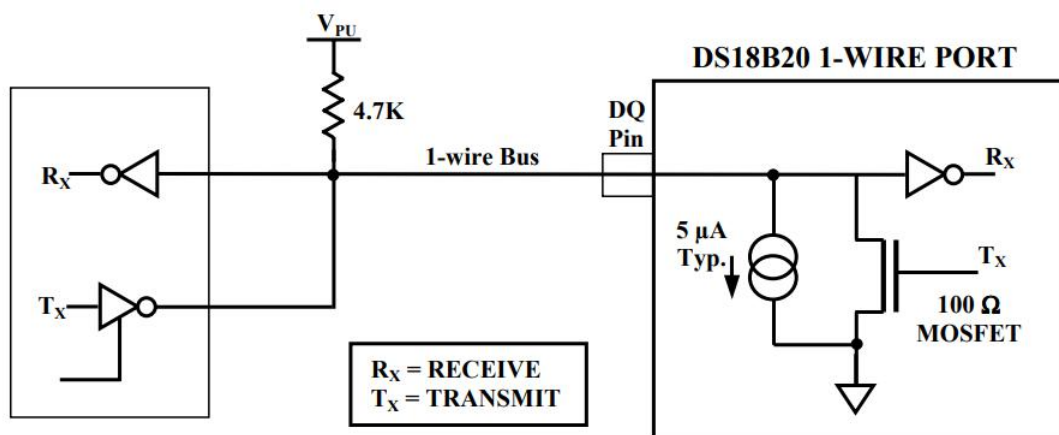 V_PU
DS18B20 1-WIRE PORT
4.7K
DQ
Pin
R_X
1-wire Bus
R_X
5 µA
Typ.
T_X
T_X
100 Ω
MOSFET
R_X = RECEIVE
T_X = TRANSMIT